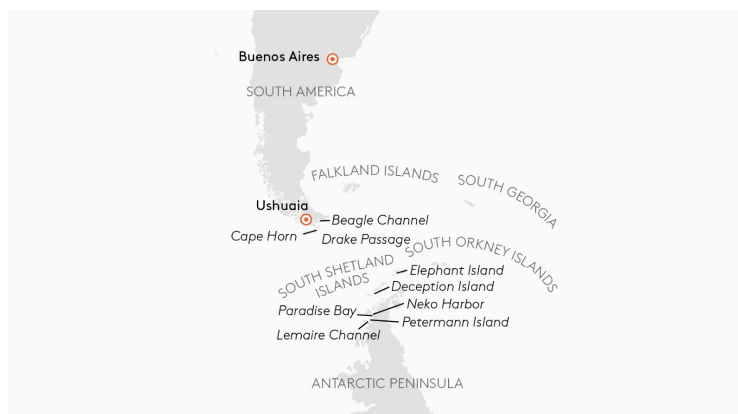 Buenos Aires
SOUTH AMERICA
FALKLAND ISLANDS
SOUTH GEORGIA
Ushuaia
Beagle Channel
Cape Horn
Drake Passage
SOUTH ORKNEY ISLANDS
SOUTH SHETLAND
ISLANDS
Elephant Island
Deception Island
Neko Harbor
Paradise Bay
Petermann Island
Lemaire Channel
ANTARCTIC PENINSULA